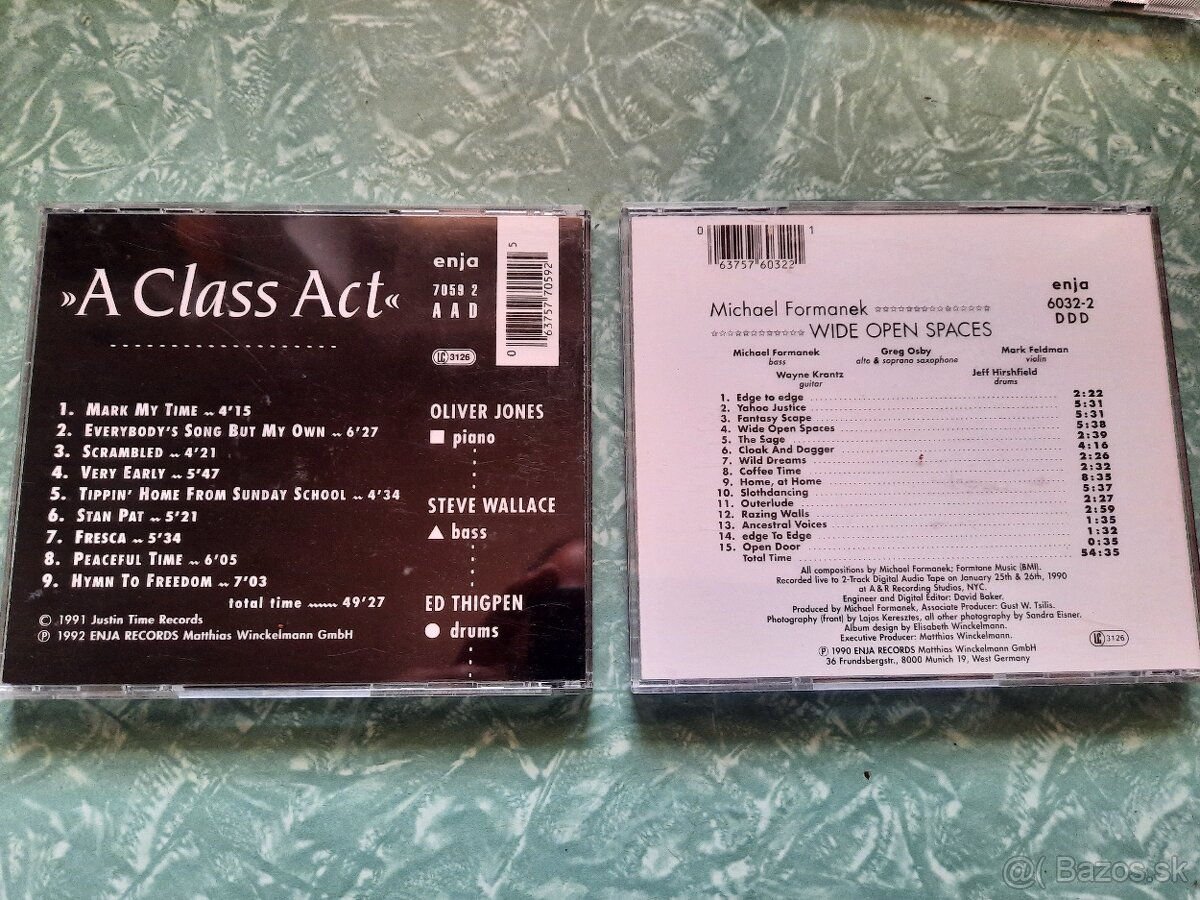 »A Class Act«
enja
7059 2
A A D
LC 3126
5
63757 70592
0
1. MARK MY TIME ~ 4'15
2. EVERYBODY'S SONG BUT MY OWN ~ 6'27
3. SCRAMBLED ~ 4'21
4. VERY EARLY ~ 5'47
5. TIPPIN' HOME FROM SUNDAY SCHOOL ~ 4'34
6. STAN PAT ~ 5'21
7. FRESCA ~ 5'34
8. PEACEFUL TIME ~ 6'05
9. HYMN TO FREEDOM ~ 7'03
total time ~~~ 49'27
© 1991 Justin Time Records
℗ 1992 ENJA RECORDS Matthias Winckelmann GmbH
OLIVER JONES
■ piano
STEVE WALLACE
▲ bass
ED THIGPEN
● drums
0 63757 60322 1
enja
6032-2
DDD
Michael Formanek ☆☆☆☆☆☆☆☆☆☆☆☆☆☆☆
☆☆☆☆☆☆☆☆☆☆☆☆ WIDE OPEN SPACES
Michael Formanek Greg Osby Mark Feldman
bass alto & soprano saxophone violin
Wayne Krantz Jeff Hirshfield
guitar drums
1. Edge to edge 2:22
2. Yahoo Justice 5:31
3. Fantasy Scape 5:31
4. Wide Open Spaces 5:38
5. The Sage 2:39
6. Cloak And Dagger 4:16
7. Wild Dreams 2:26
8. Coffee Time 2:32
9. Home, at Home 8:35
10. Slothdancing 5:37
11. Outerlude 2:27
12. Razing Walls 2:59
13. Ancestral Voices 1:35
14. edge To Edge 1:32
15. Open Door 0:35
Total Time 54:35
All compositions by Michael Formanek; Formtone Music (BMI).
Recorded live to 2-Track Digital Audio Tape on January 25th & 26th, 1990
at A & R Recording Studios, NYC.
Engineer and Digital Editor: David Baker.
Produced by Michael Formanek, Associate Producer: Gust W. Tsilis.
Photography (front) by Lajos Keresztes, all other photography by Sandra Eisner.
Album design by Elisabeth Winckelmann.
Executive Producer: Matthias Winckelmann.
LC 3126
℗ 1990 ENJA RECORDS Matthias Winckelmann GmbH
36 Frundsbergstr., 8000 Munich 19, West Germany
@( Bazos.sk